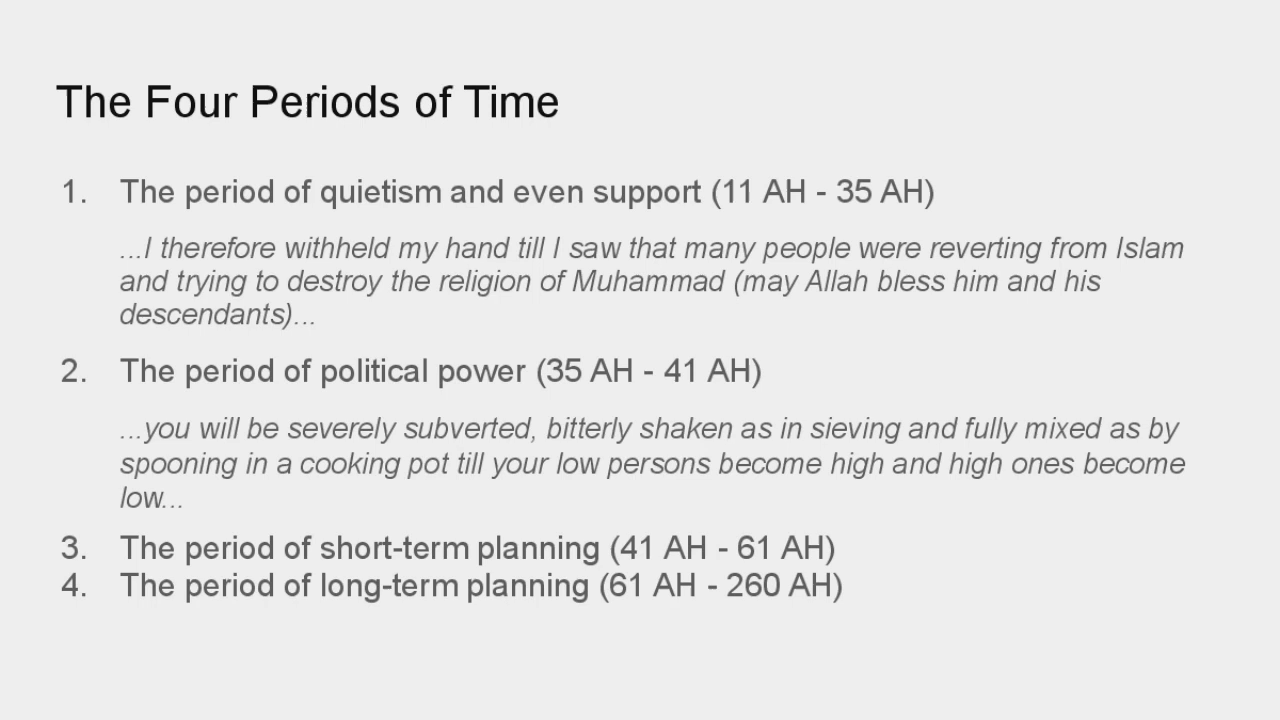 The Four Periods of Time
1. The period of quietism and even support (11 AH - 35 AH)
...I therefore withheld my hand till I saw that many people were reverting from Islam
and trying to destroy the religion of Muhammad (may Allah bless him and his
descendants)...
2. The period of political power (35 AH - 41 AH)
...you will be severely subverted, bitterly shaken as in sieving and fully mixed as by
spooning in a cooking pot till your low persons become high and high ones become
low...
3. The period of short-term planning (41 AH - 61 AH)
4. The period of long-term planning (61 AH - 260 AH)